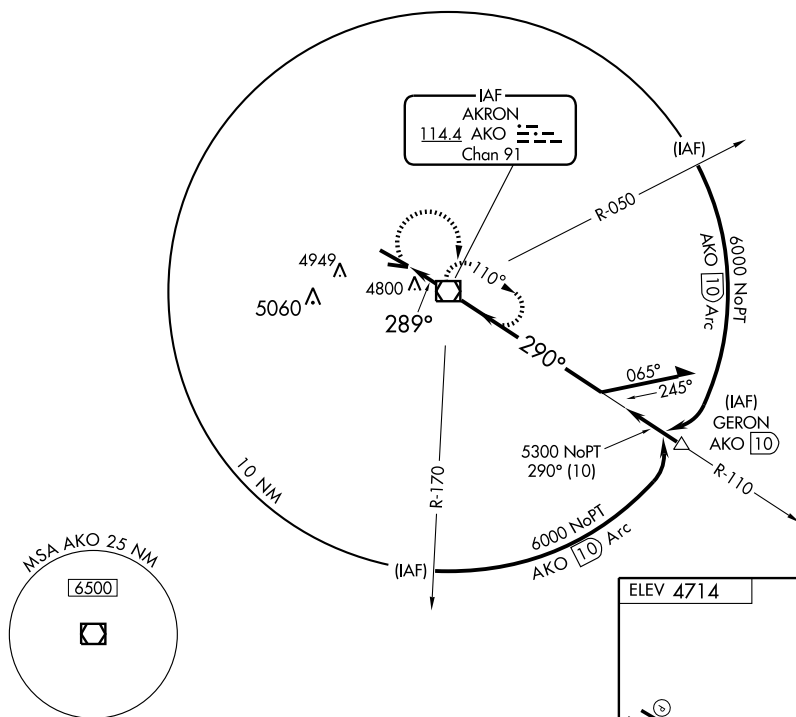 IAF
AKRON
114.4 AKO
Chan 91
(IAF)
R-050
6000 NoPT
AKO 10 Arc
4949
4800
5060
110°
289°
290°
065°
245°
(IAF)
GERON
AKO 10
5300 NoPT
290° (10)
R-110
R-170
10 NM
6000 NoPT
AKO 10 Arc
(IAF)
MSA AKO 25 NM
6500
ELEV 4714
P